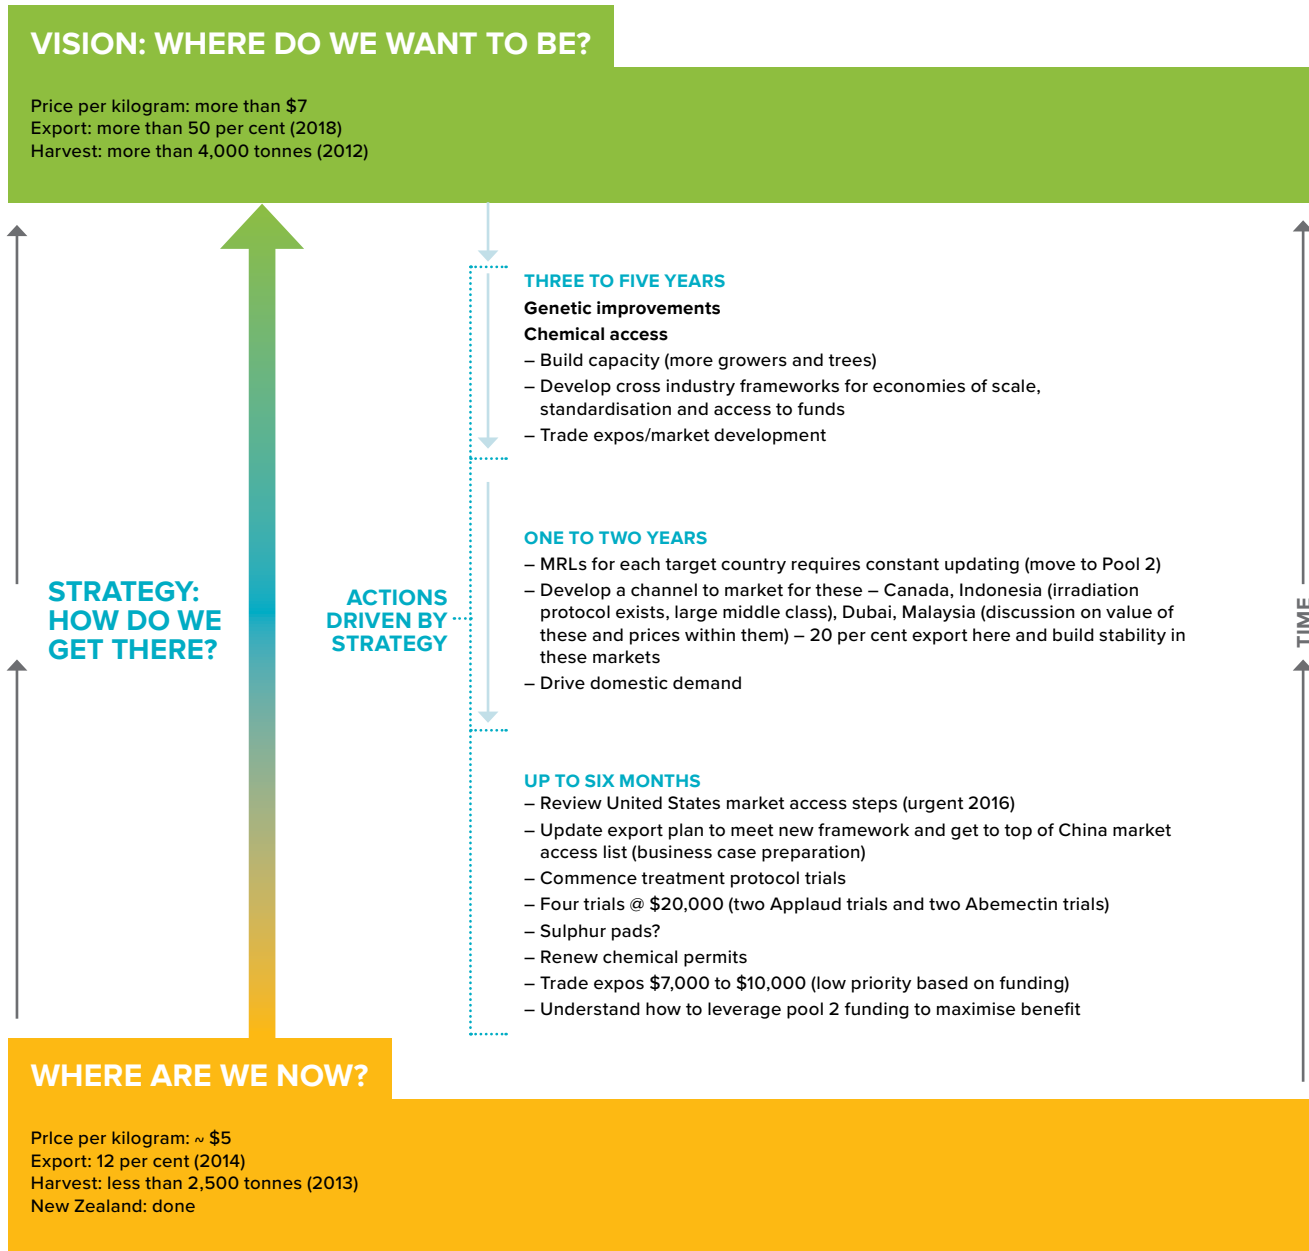 VISION: WHERE DO WE WANT TO BE?
Price per kilogram: more than $7
Export: more than 50 per cent (2018)
Harvest: more than 4,000 tonnes (2012)
THREE TO FIVE YEARS
Genetic improvements
Chemical access
– Build capacity (more growers and trees)
– Develop cross industry frameworks for economies of scale,
standardisation and access to funds
– Trade expos/market development
STRATEGY:
HOW DO WE
GET THERE?
ACTIONS
DRIVEN BY
STRATEGY
ONE TO TWO YEARS
– MRLs for each target country requires constant updating (move to Pool 2)
– Develop a channel to market for these – Canada, Indonesia (irradiation
protocol exists, large middle class), Dubai, Malaysia (discussion on value of
these and prices within them) – 20 per cent export here and build stability in
these markets
– Drive domestic demand
TIME
UP TO SIX MONTHS
– Review United States market access steps (urgent 2016)
– Update export plan to meet new framework and get to top of China market
access list (business case preparation)
– Commence treatment protocol trials
– Four trials @ $20,000 (two Applaud trials and two Abemectin trials)
– Sulphur pads?
– Renew chemical permits
– Trade expos $7,000 to $10,000 (low priority based on funding)
– Understand how to leverage pool 2 funding to maximise benefit
WHERE ARE WE NOW?
PrIce per kilogram: ~ $5
Export: 12 per cent (2014)
Harvest: less than 2,500 tonnes (2013)
New Zealand: done